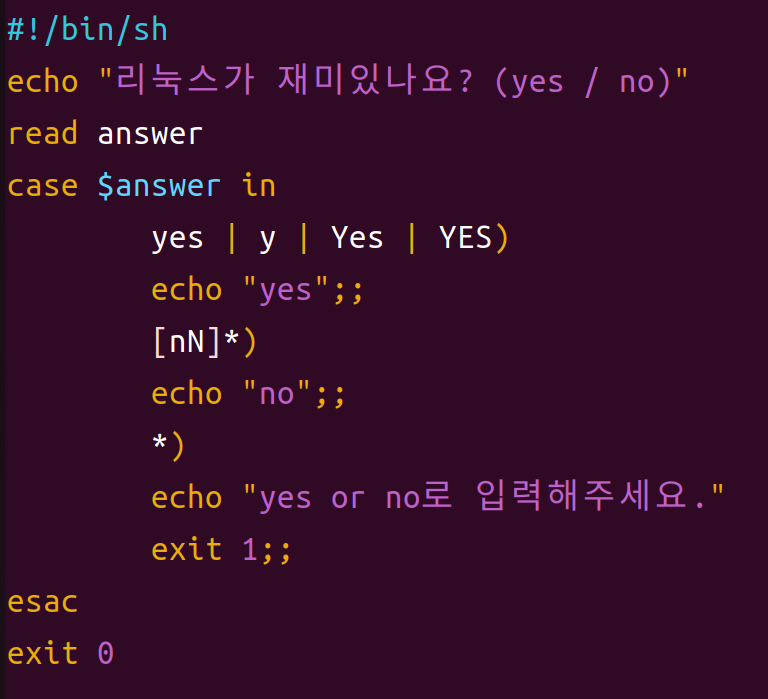 #!/bin/sh
echo "리눅스가 재미있나요? (yes / no)"
read answer
case $answer in
        yes | y | Yes | YES)
        echo "yes";;
        [nN]*)
        echo "no";;
        *)
        echo "yes or no로 입력해주세요."
        exit 1;;
esac
exit 0